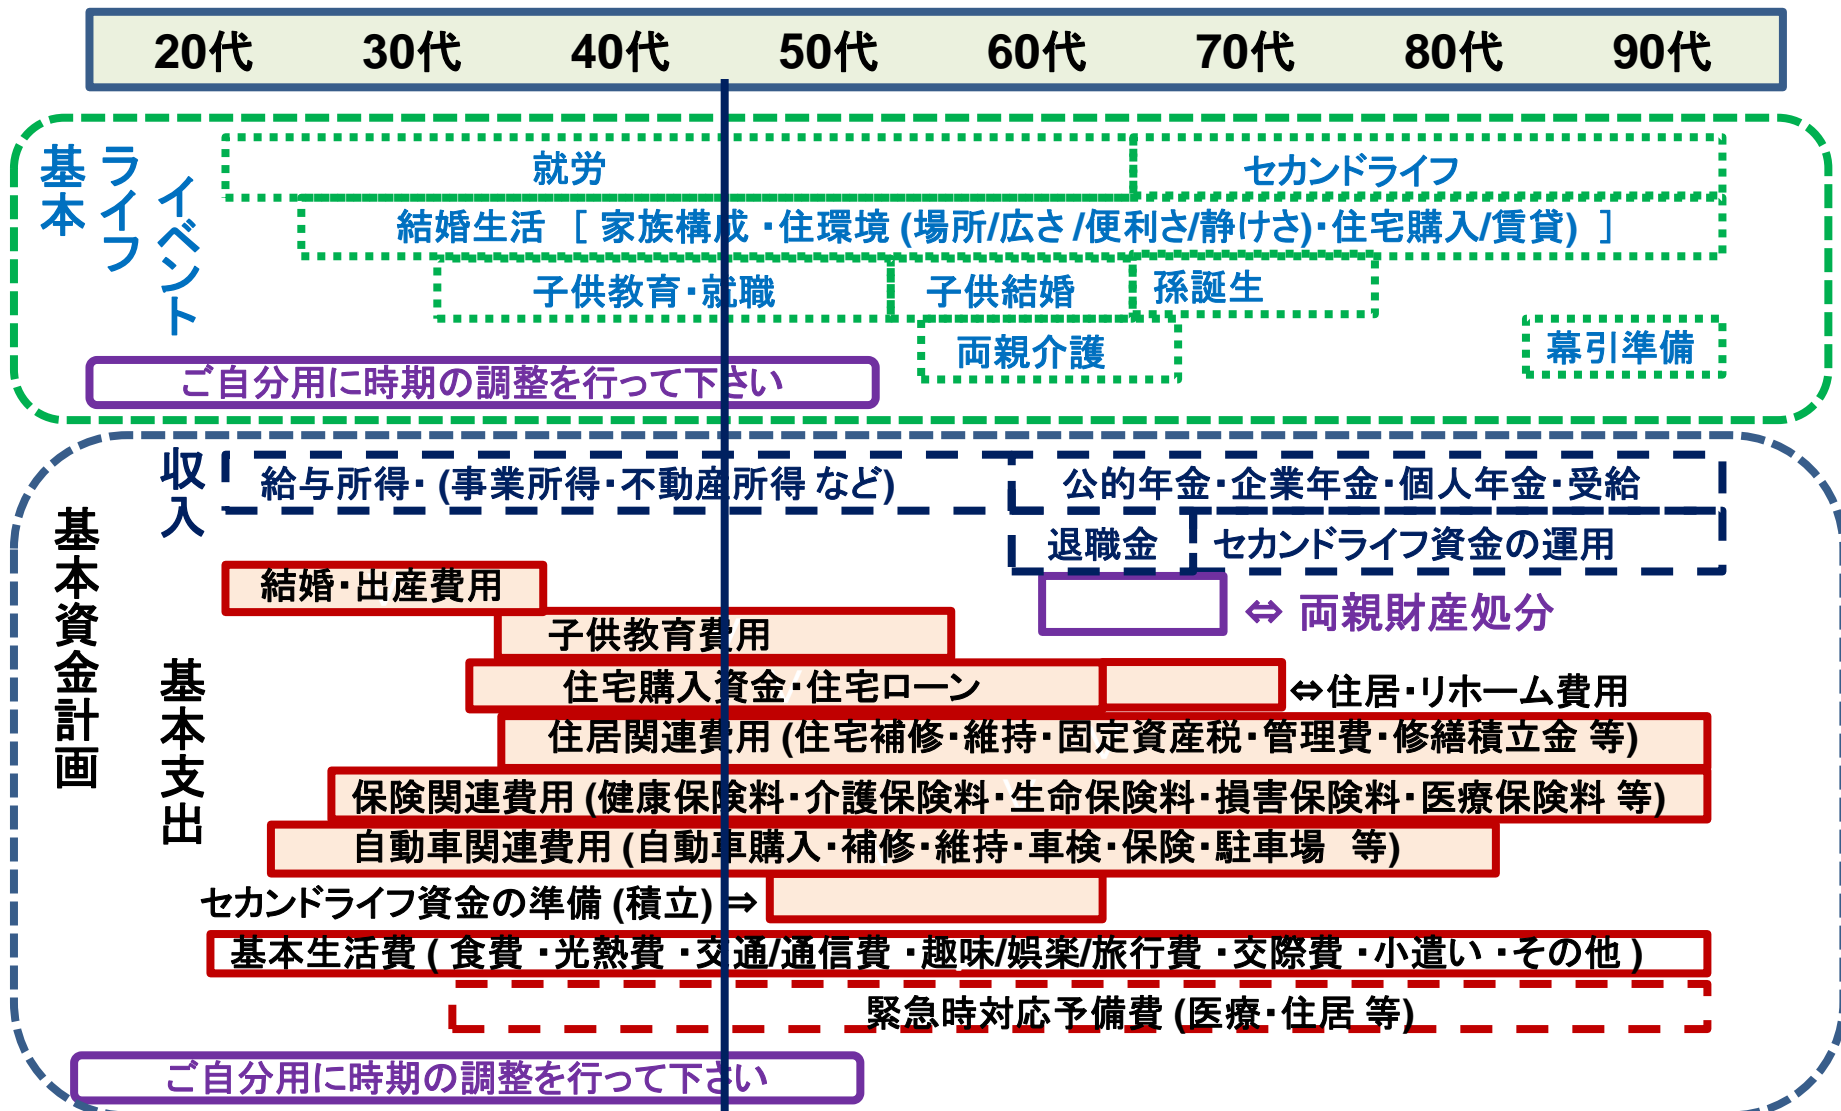 20代 30代 40代 50代 60代 70代 80代 90代
基本
ライフ
イベント
就労
セカンドライフ
結婚生活 [ 家族構成 ・住環境 (場所/広さ /便利さ/静けさ)・住宅購入/賃貸) ]
子供教育・就職
子供結婚
孫誕生
両親介護
幕引準備
ご自分用に時期の調整を行って下さい
基本資金計画
収入
給与所得・ (事業所得・不動産所得 など)
公的年金・企業年金・個人年金・受給
退職金
セカンドライフ資金の運用
⇔ 両親財産処分
基本支出
結婚・出産費用
子供教育費用
住宅購入資金・住宅ローン
⇔住居・リホーム費用
住居関連費用 (住宅補修・維持・固定資産税・管理費・修繕積立金 等)
保険関連費用 (健康保険料・介護保険料・生命保険料・損害保険料・医療保険料 等)
自動車関連費用 (自動車購入・補修・維持・車検・保険・駐車場 等)
セカンドライフ資金の準備 (積立) ⇒
基本生活費 ( 食費 ・光熱費 ・交通/通信費 ・趣味/娯楽/旅行費 ・交際費 ・小遣い ・その他 )
緊急時対応予備費 (医療・住居 等)
ご自分用に時期の調整を行って下さい